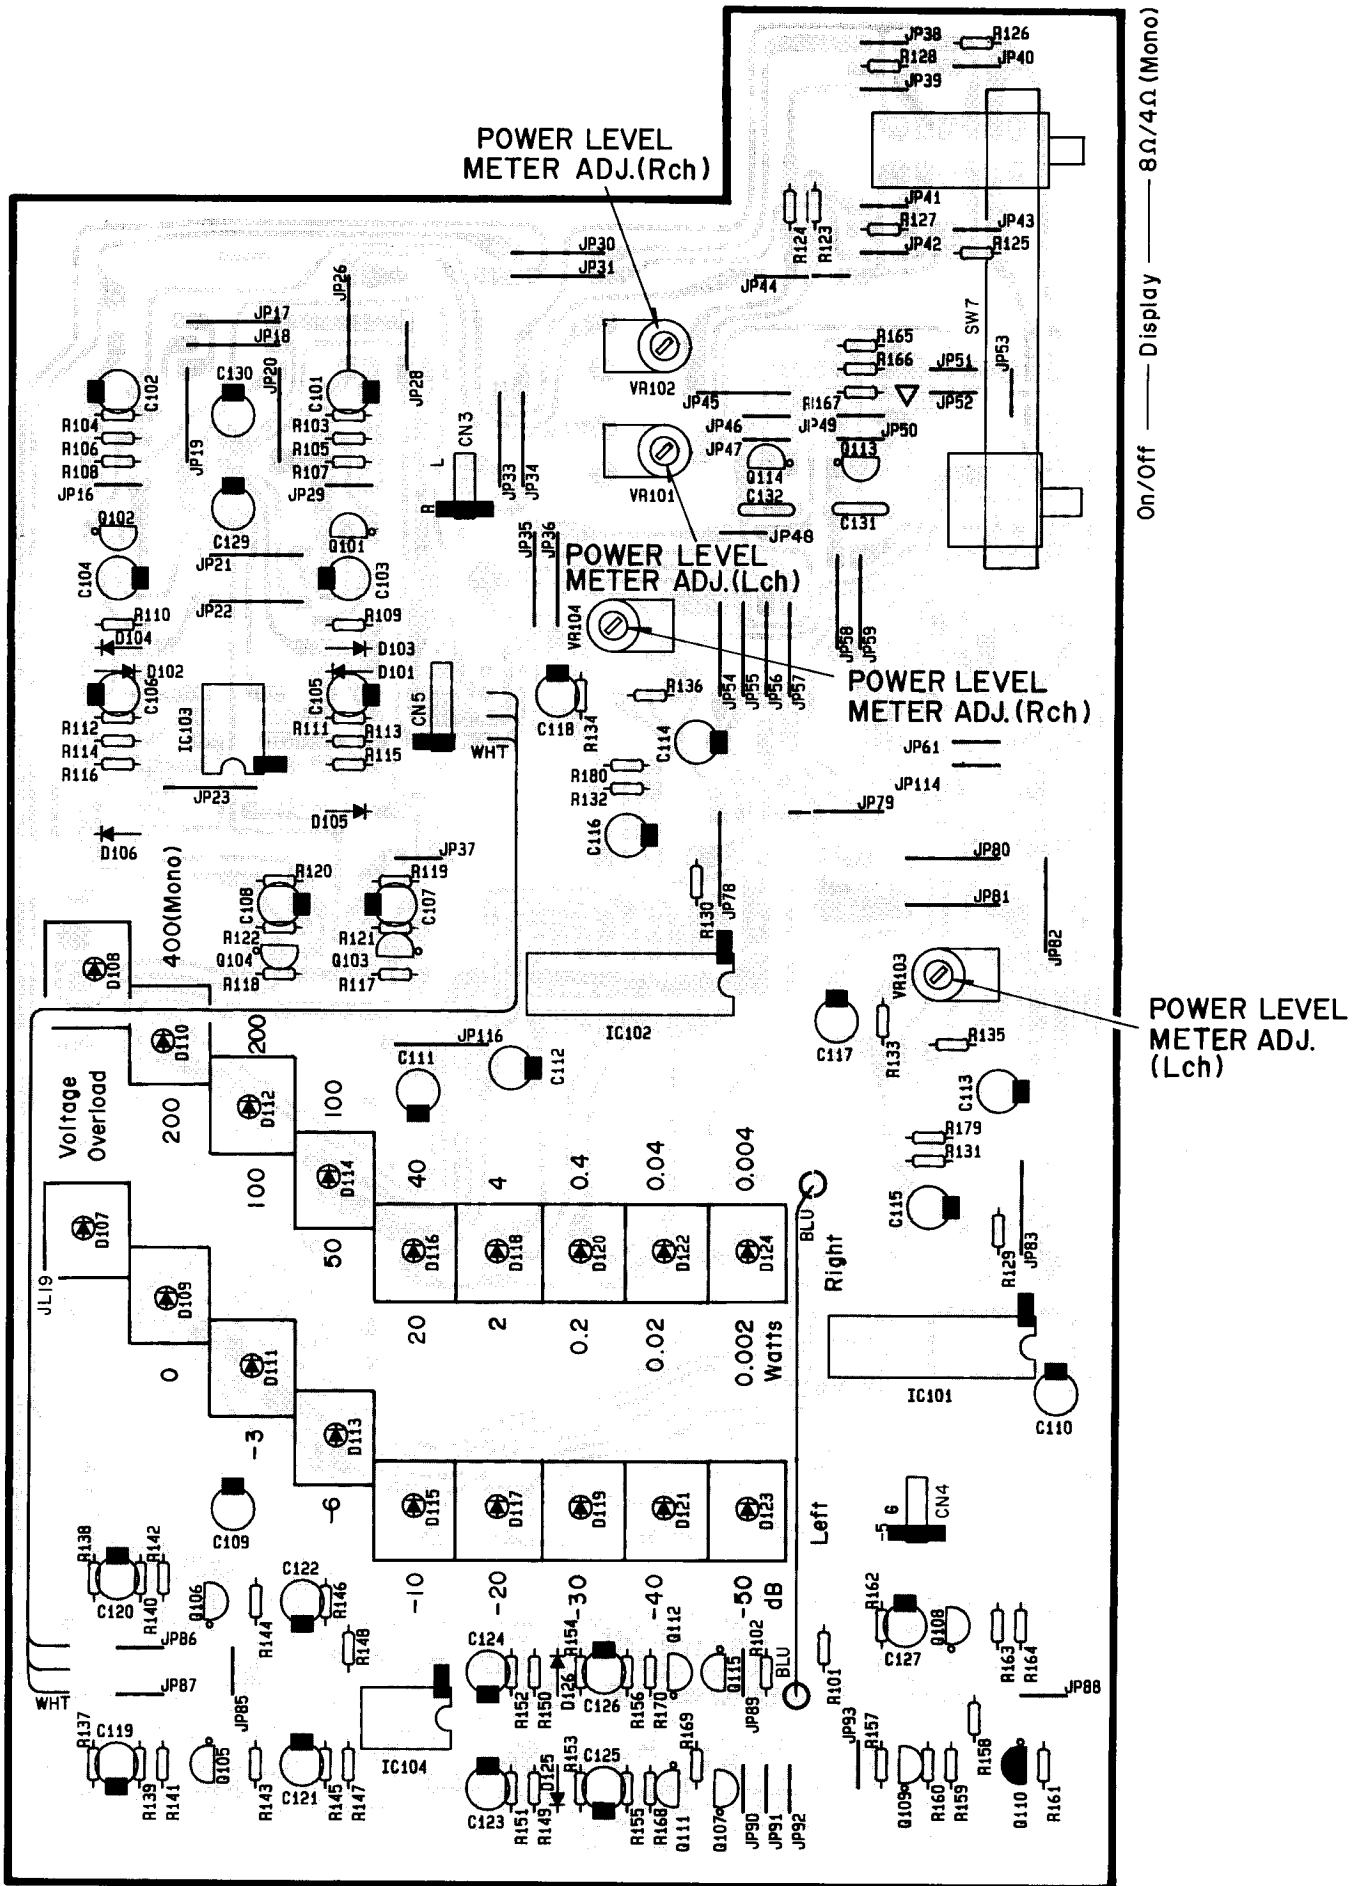 JP38
R126
R128
JP40
JP39
8Ω/4Ω (Mono)
Display
On/Off
POWER LEVEL
METER ADJ.(Rch)
JP41
R127
JP43
JP42
R125
R124
R123
JP44
JP30
JP31
JP26
JP17
JP18
JP20
JP28
SW7
JP53
R165
R166
JP51
JP52
R167
VR102
JP45
JP46
JP49
JP50
JP47
C102
C130
C101
R104
R106
R108
JP16
JP19
R103
R105
R107
JP29
L
CN3
R
JP33
JP34
VR101
Q114
Q113
C132
C131
JP48
Q102
C129
Q101
JP35
JP36
POWER LEVEL
METER ADJ.(Lch)
C104
JP21
C103
JP22
R110
R109
VR104
JP58
JP59
D104
D103
D102
D101
JP54
JP55
JP56
JP57
C106
C105
CN5
R136
POWER LEVEL
METER ADJ.(Rch)
IC103
C118
R134
R112
R111
R113
R114
R115
R116
WHT
C114
JP61
JP114
R180
R132
JP23
JP79
D105
D106
C116
JP37
JP80
JP81
JP82
400(Mono)
R120
R119
C108
C107
R130
JP78
R122
R121
Q104
Q103
R118
R117
D108
VR103
POWER LEVEL
METER ADJ.
(Lch)
IC102
D110
200
JP116
C111
C112
C117
R133
R135
C113
Voltage
Overload
200
D112
100
R179
R131
D114
40
4
0.4
0.04
0.004
100
C115
D107
BLU
50
D116
D118
D120
D122
D124
Right
R129
JP83
JL19
D109
20
2
0.2
0.02
0.002
Watts
0
D111
IC101
C110
D113
-3
-6
D115
D117
D119
D121
D123
Left
-5
G
CN4
C109
R138
R142
C122
-10
-20
-30
-40
-50
dB
C120
R140
Q106
R144
R146
R162
Q108
Q112
R154
R102
C124
R148
C127
R163
R164
JP86
JP87
Q115
BLU
R101
WHT
JP85
R152
R150
D126
C126
R156
R170
JP89
JP88
R137
C119
R169
JP93
R157
R158
R153
C125
D125
IC104
Q105
R139
R141
R143
C121
R145
R147
C123
R151
R149
R155
R168
Q111
Q107
JP90
JP91
JP92
Q109
R160
R159
Q110
R161